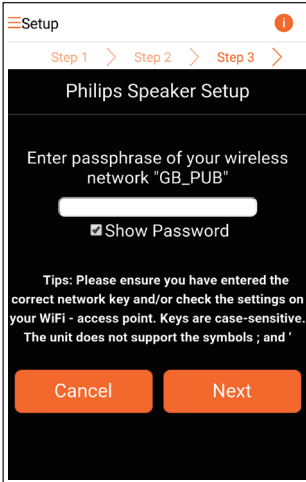 Setup
i
Step 1 Step 2 Step 3
Philips Speaker Setup
Enter passphrase of your wireless
network "GB_PUB"
Show Password
Tips: Please ensure you have entered the
correct network key and/or check the settings on
your WiFi - access point. Keys are case-sensitive.
The unit does not support the symbols ; and ‘
Cancel Next